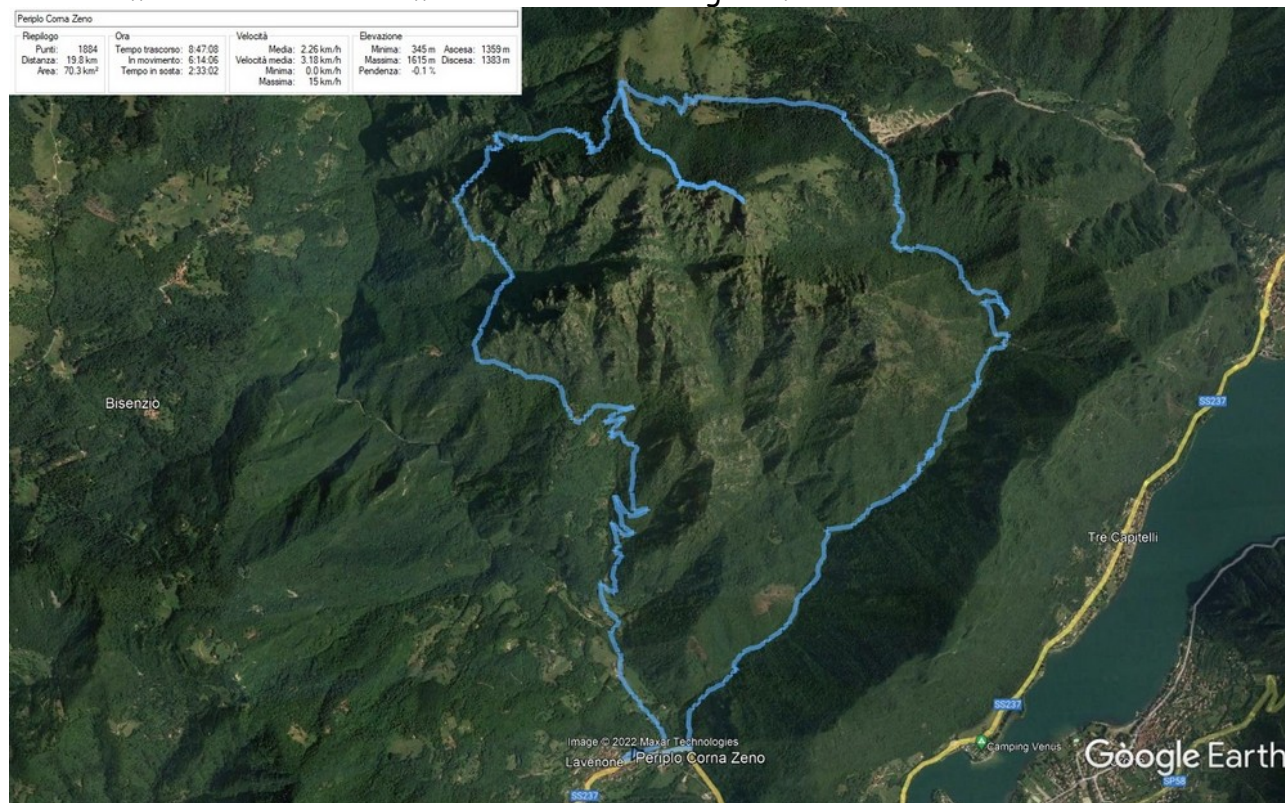 Periplo Corna Zeno
Riepilogo
Punti: 1884
Distanza: 19.8 km
Area: 70.3 km²
Ora
Tempo trascorso: 8:47:08
In movimento: 6:14:06
Tempo in sosta: 2:33:02
Velocità
Media: 2.26 km/h
Velocità media: 3.18 km/h
Minima: 0.0 km/h
Massima: 15 km/h
Elevazione
Minima: 345 m Ascesa: 1359 m
Massima: 1615 m Discesa: 1383 m
Pendenza: -0.1 %
Bisenzio
SS237
Tre Capitelli
SS237
Image © 2022 Maxar Technologies
Camping Venus
Google Earth
Lavenone
Periplo Corna Zeno
SS237
SP58